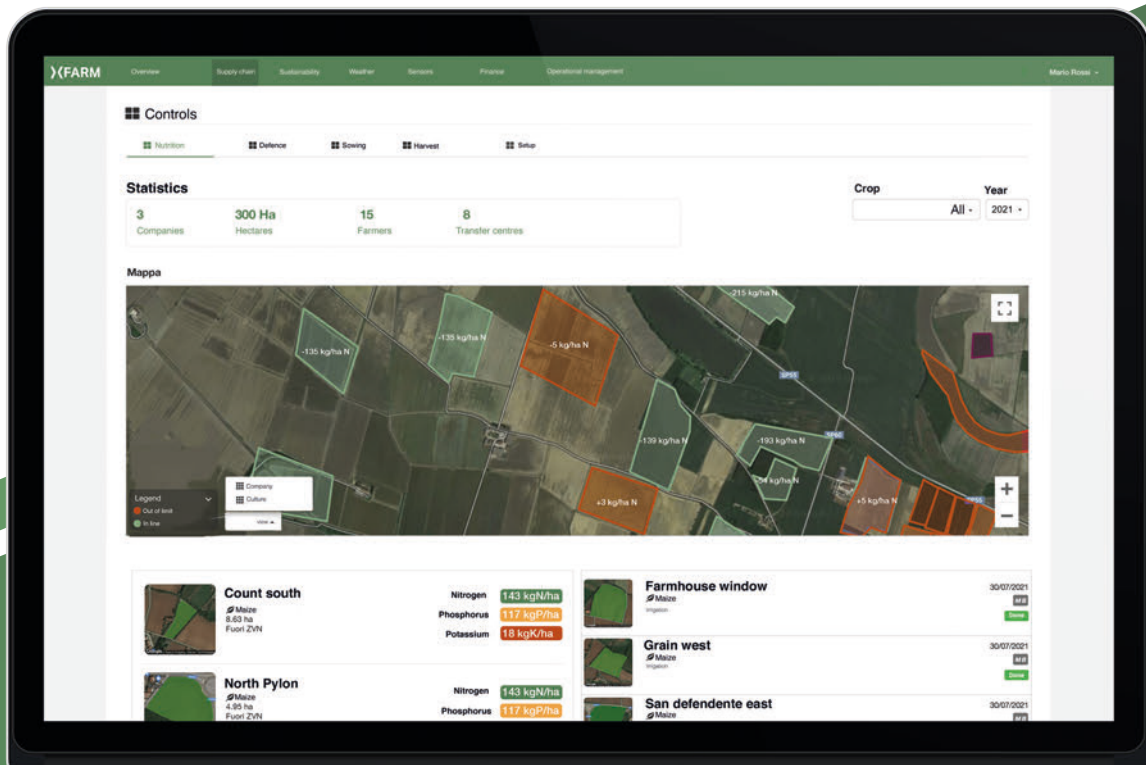 XFARM
Overview Supply chain Sustainability Weather Sensors Finance Operational management Mario Rossi
Controls
Nutrition Defence Sowing Harvest Setup
Statistics
Crop Year
All 2021
3 300 Ha 15 8
Companies Hectares Farmers Transfer centres
Mappa
-215 kg/ha N
-135 kg/ha N
-135 kg/ha N
-5 kg/ha N
SP55
-139 kg/ha N
-193 kg/ha N
+3 kg/ha N
+5 kg/ha N
SP55
Legend
Out of limit
In line
Company
Culture
view
Count south
Maize
8.63 ha
Fuori ZVN
Nitrogen 143 kgN/ha
Phosphorus 117 kgP/ha
Potassium 18 kgK/ha
North Pylon
Maize
4.95 ha
Fuori ZVN
Nitrogen 143 kgN/ha
Phosphorus 117 kgP/ha
Farmhouse window 30/07/2021
Maize
Irrigation
Done
Grain west 30/07/2021
Maize
Irrigation
Done
San defendente east 30/07/2021
Maize